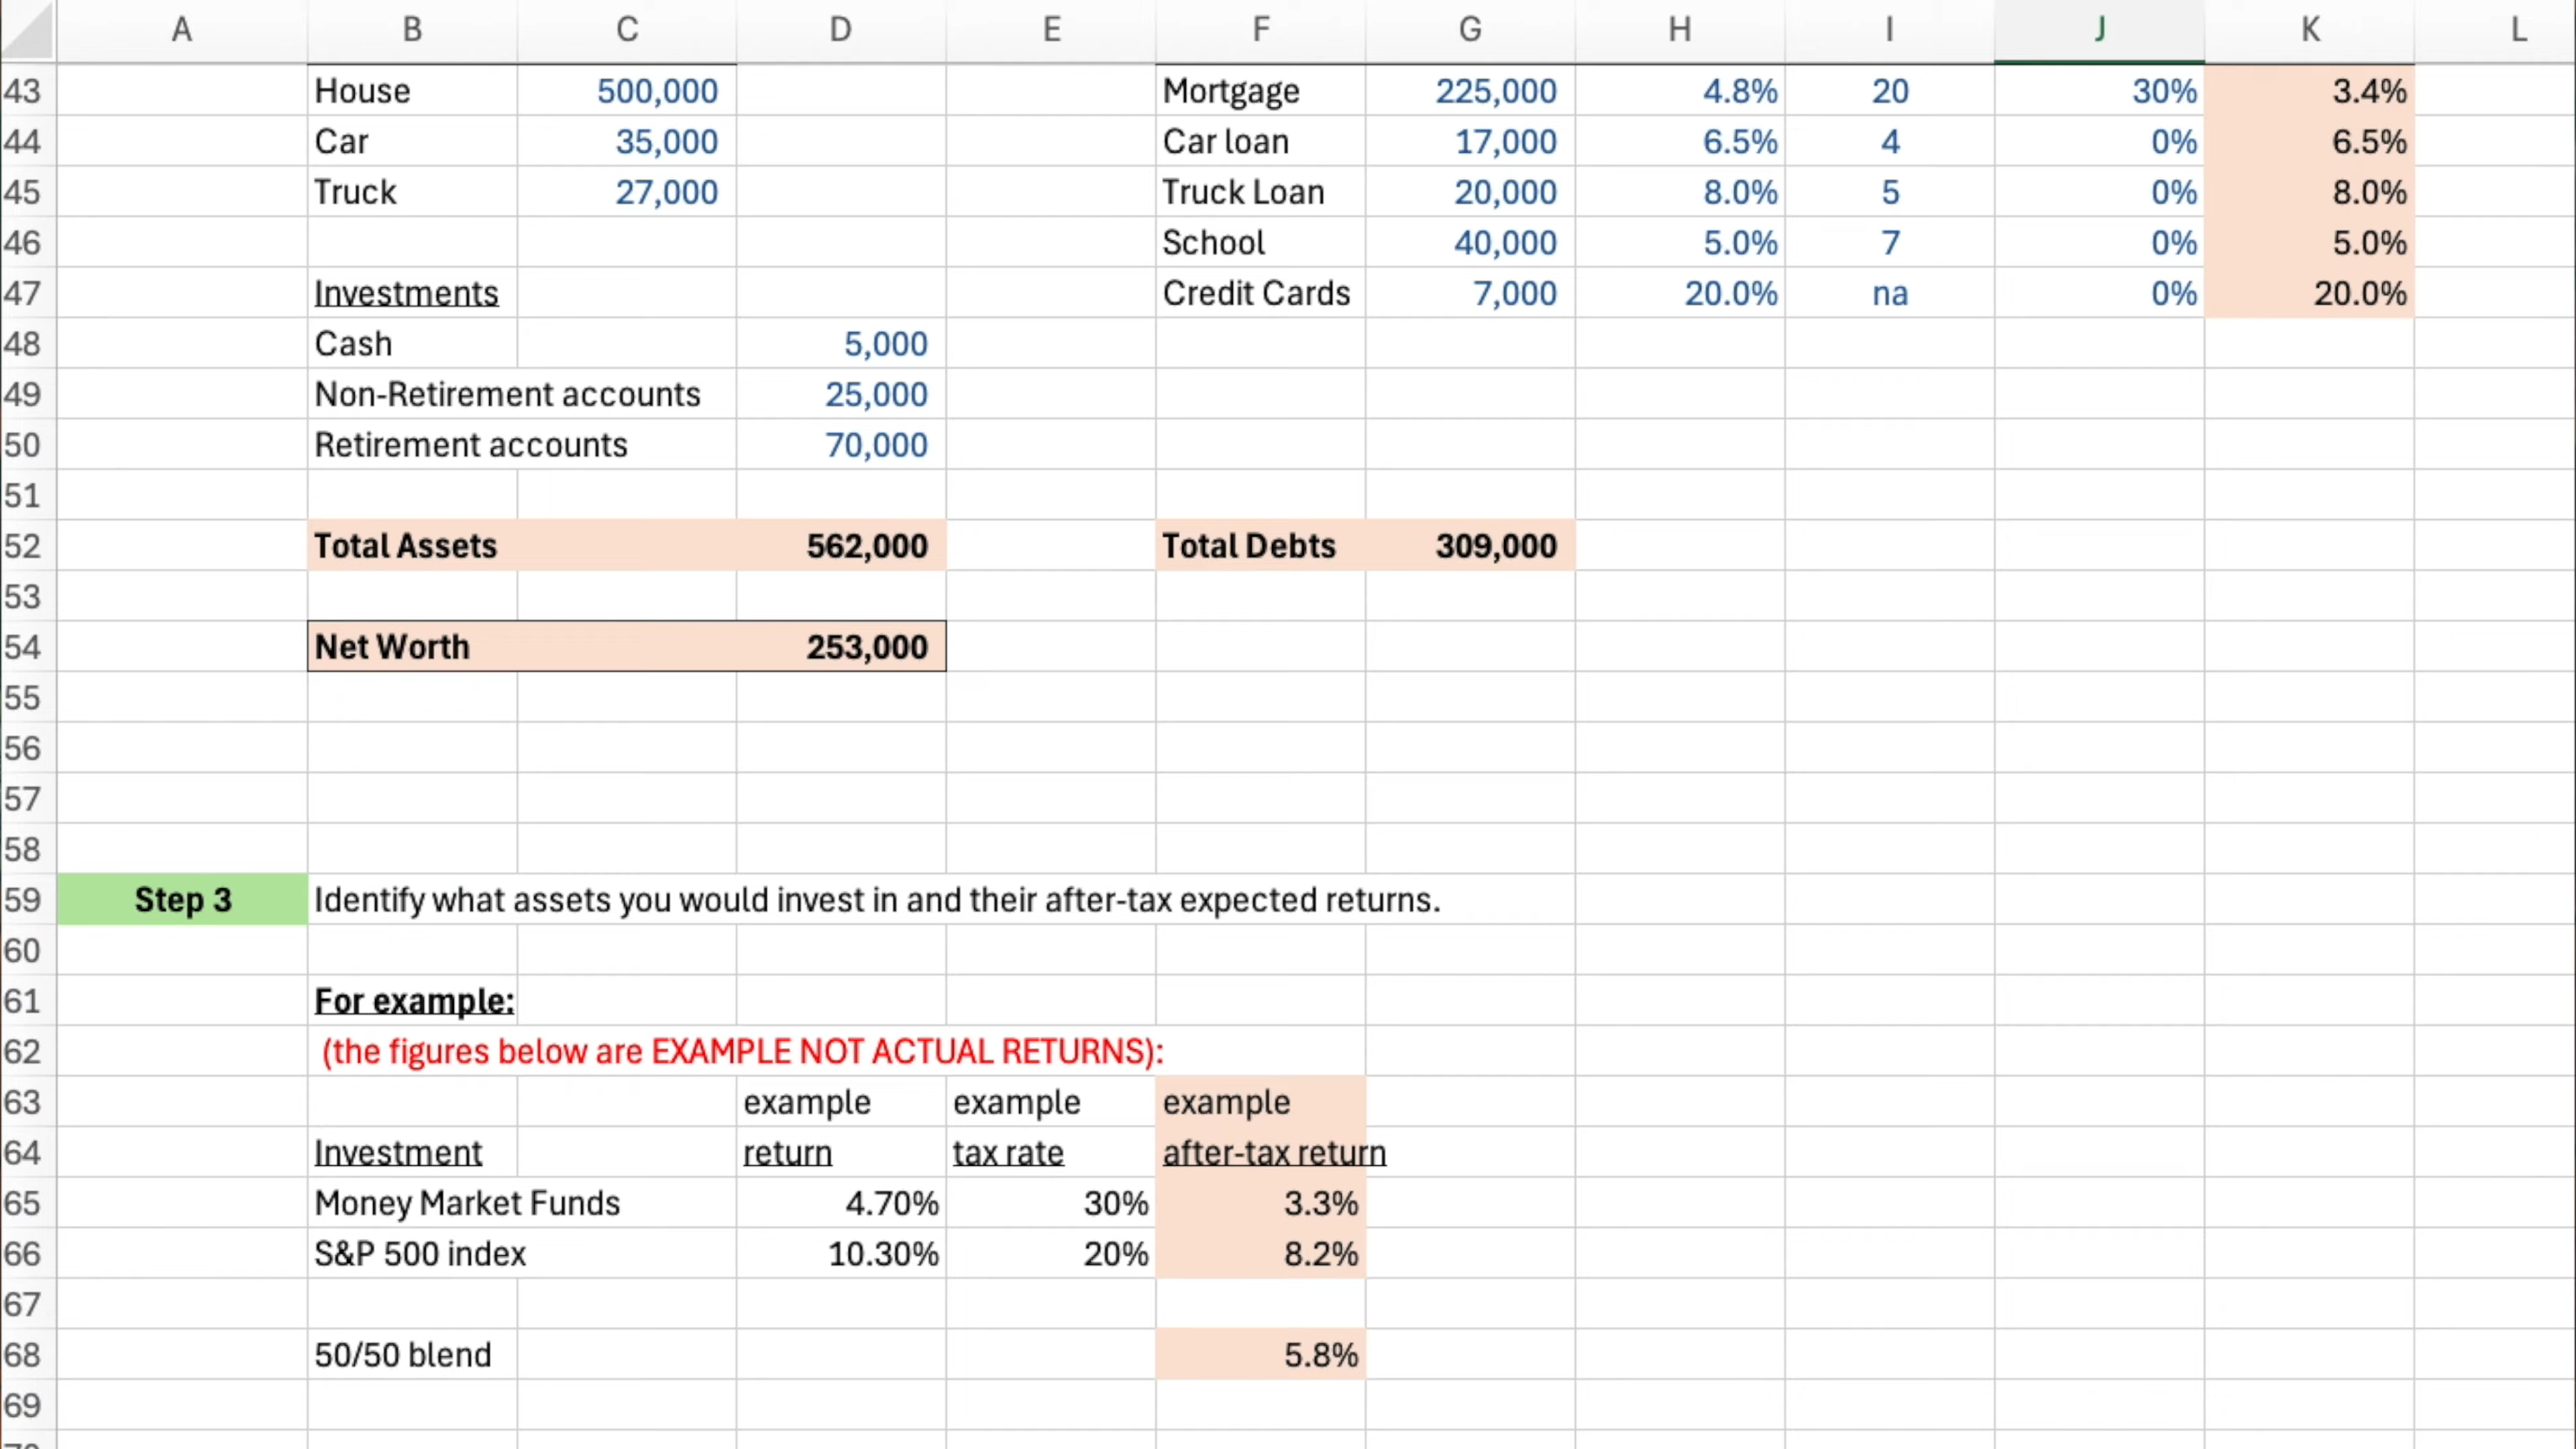 A B C D E F G H I J K L
43 House 500,000 Mortgage 225,000 4.8% 20 30% 3.4%
44 Car 35,000 Car loan 17,000 6.5% 4 0% 6.5%
45 Truck 27,000 Truck Loan 20,000 8.0% 5 0% 8.0%
46 School 40,000 5.0% 7 0% 5.0%
47 Investments Credit Cards 7,000 20.0% na 0% 20.0%
48 Cash 5,000
49 Non-Retirement accounts 25,000
50 Retirement accounts 70,000
51
52 Total Assets 562,000 Total Debts 309,000
53
54 Net Worth 253,000
55
56
57
58
59 Step 3 Identify what assets you would invest in and their after-tax expected returns.
60
61 For example:
62 (the figures below are EXAMPLE NOT ACTUAL RETURNS):
63 example example example
64 Investment return tax rate after-tax return
65 Money Market Funds 4.70% 30% 3.3%
66 S&P 500 index 10.30% 20% 8.2%
67
68 50/50 blend 5.8%
69